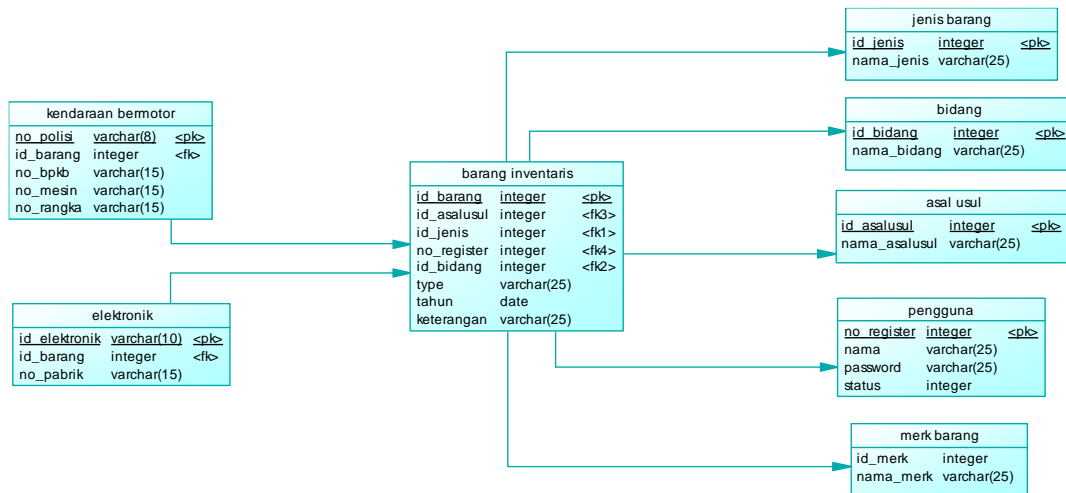 kendaraan bermotor
no_polisi varchar(8) <pk>
id_barang integer <fk>
no_bpkb varchar(15)
no_mesin varchar(15)
no_rangka varchar(15)
elektronik
id_elektronik varchar(10) <pk>
id_barang integer <fk>
no_pabrik varchar(15)
barang inventaris
id_barang integer <pk>
id_asalusul integer <fk3>
id_jenis integer <fk1>
no_register integer <fk4>
id_bidang integer <fk2>
type varchar(25)
tahun date
keterangan varchar(25)
jenis barang
id_jenis integer <pk>
nama_jenis varchar(25)
bidang
id_bidang integer <pk>
nama_bidang varchar(25)
asal usul
id_asalusul integer <pk>
nama_asalusul varchar(25)
pengguna
no_register integer <pk>
nama varchar(25)
password varchar(25)
status integer
merk barang
id_merk integer
nama_merk varchar(25)